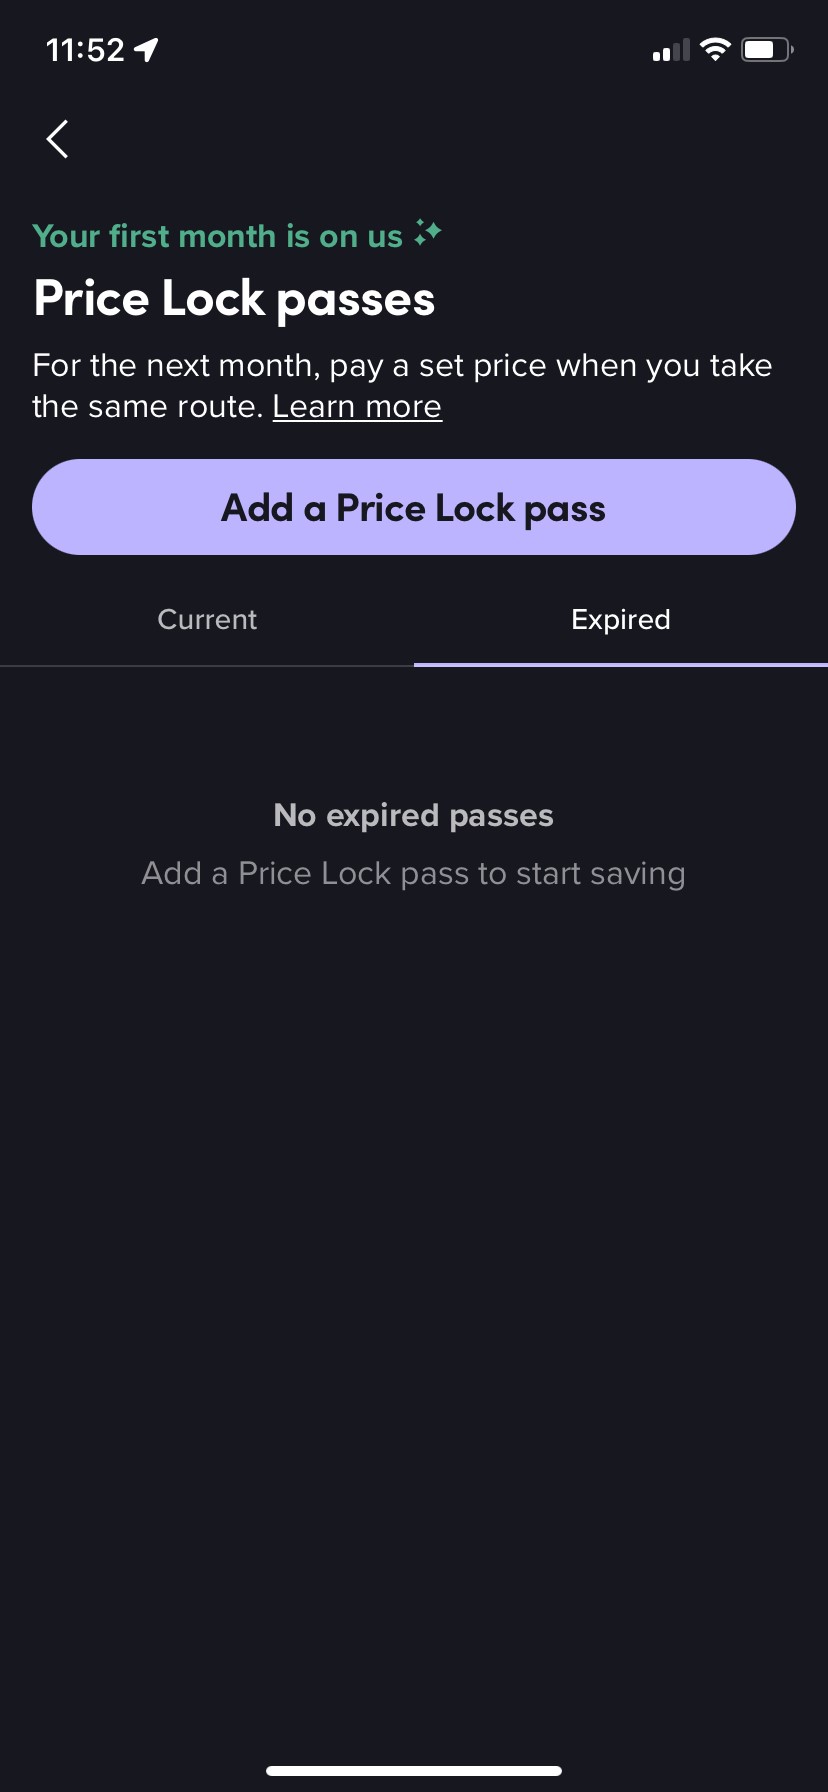 11:52
Your first month is on us
Price Lock passes
For the next month, pay a set price when you take
the same route. Learn more
Add a Price Lock pass
Current
Expired
No expired passes
Add a Price Lock pass to start saving